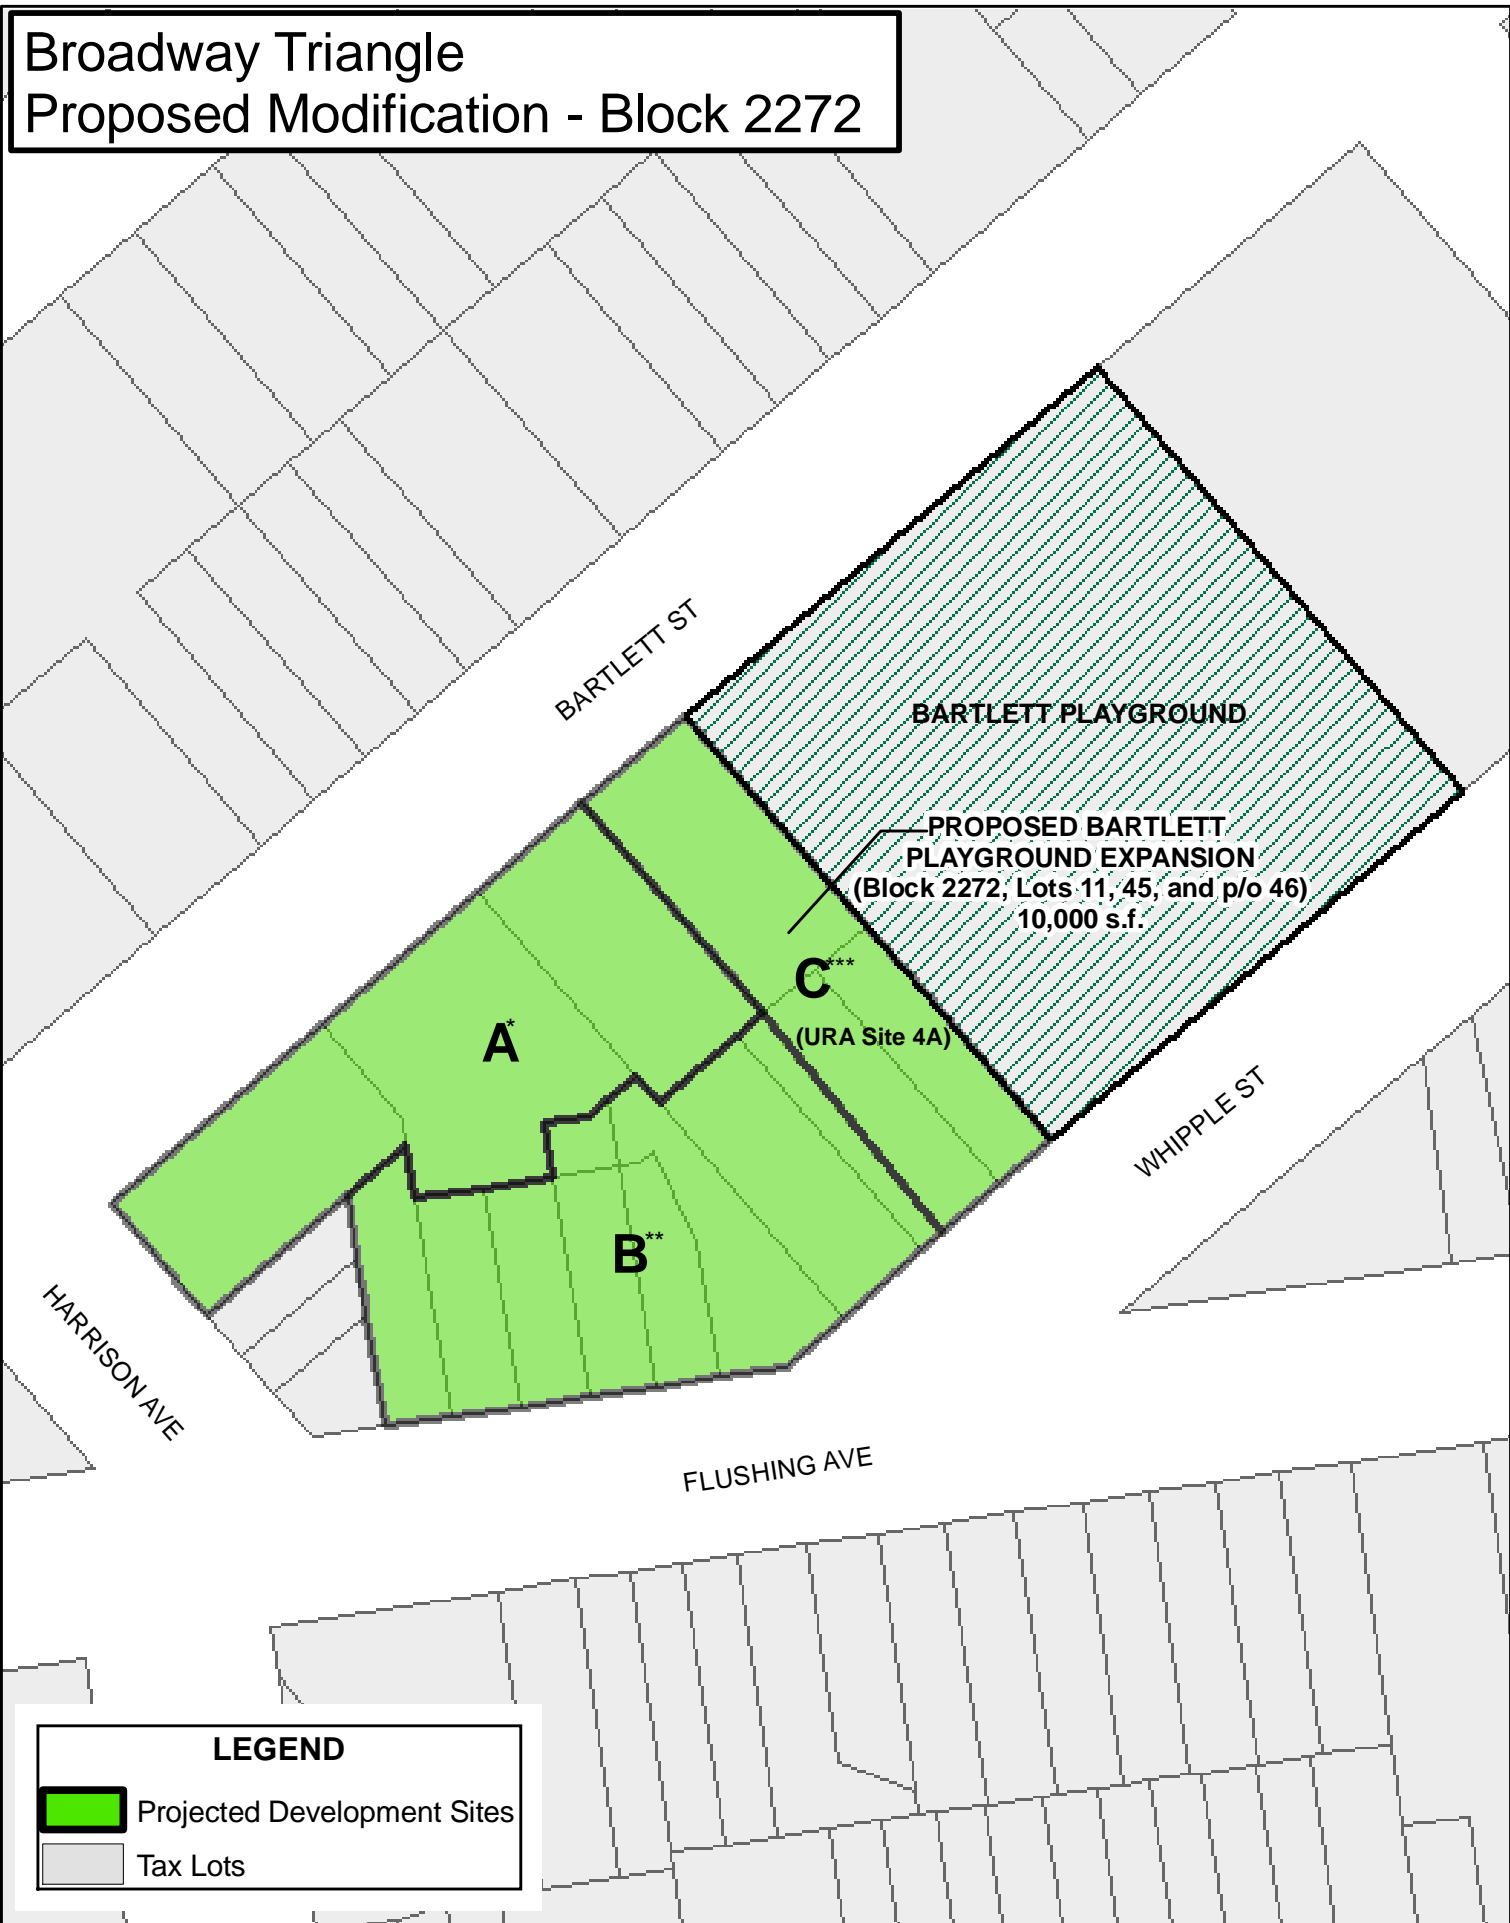 Broadway Triangle
Proposed Modification - Block 2272
BARTLETT ST
BARTLETT PLAYGROUND
PROPOSED BARTLETT
PLAYGROUND EXPANSION
(Block 2272, Lots 11, 45, and p/o 46)
10,000 s.f.
C***
(URA Site 4A)
A*
WHIPPLE ST
B**
HARRISON AVE
FLUSHING AVE
LEGEND
Projected Development Sites
Tax Lots